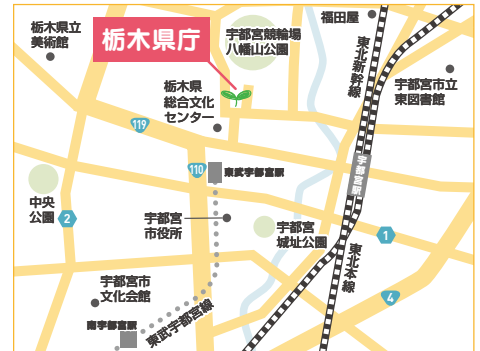 栃木県立
美術館
栃木県庁
宇都宮競輪場
八幡山公園
福田屋
東北新幹線
宇都宮市立
東図書館
栃木県
総合文化
センター
119
110
東武宇都宮駅
宇都宮駅
中央
公園
2
宇都宮
市役所
宇都宮
城址公園
1
東北本線
4
宇都宮市
文化会館
東武宇都宮線
南宇都宮駅